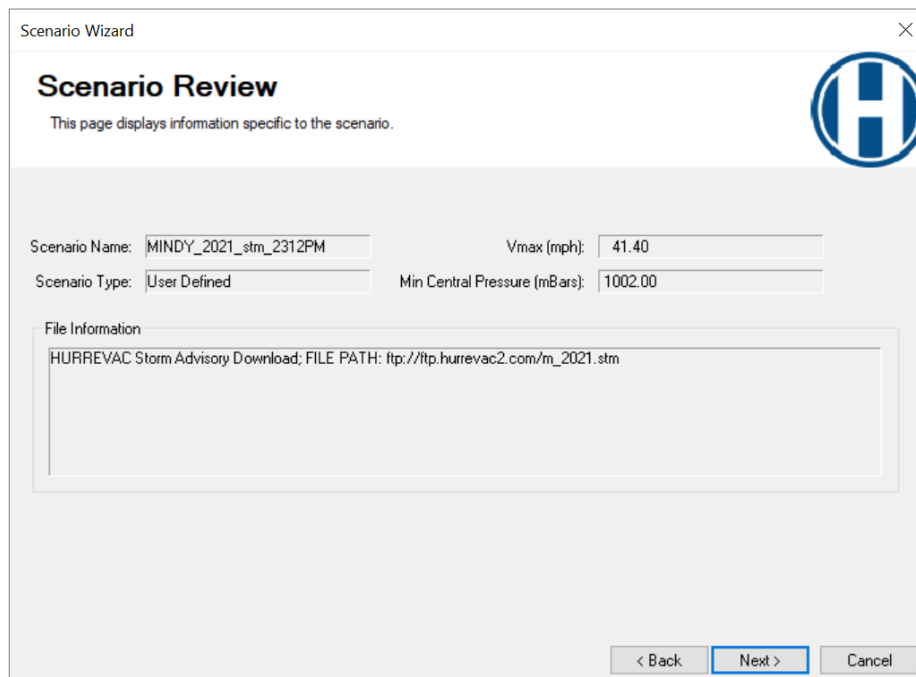 Scenario Wizard
Scenario Review
This page displays information specific to the scenario.
H
Scenario Name: MINDY_2021_stm_2312PM
Vmax (mph): 41.40
Scenario Type: User Defined
Min Central Pressure (mBars): 1002.00
File Information
HURREVAC Storm Advisory Download; FILE PATH: ftp://ftp.hurrevac2.com/m_2021.stm
< Back
Next >
Cancel